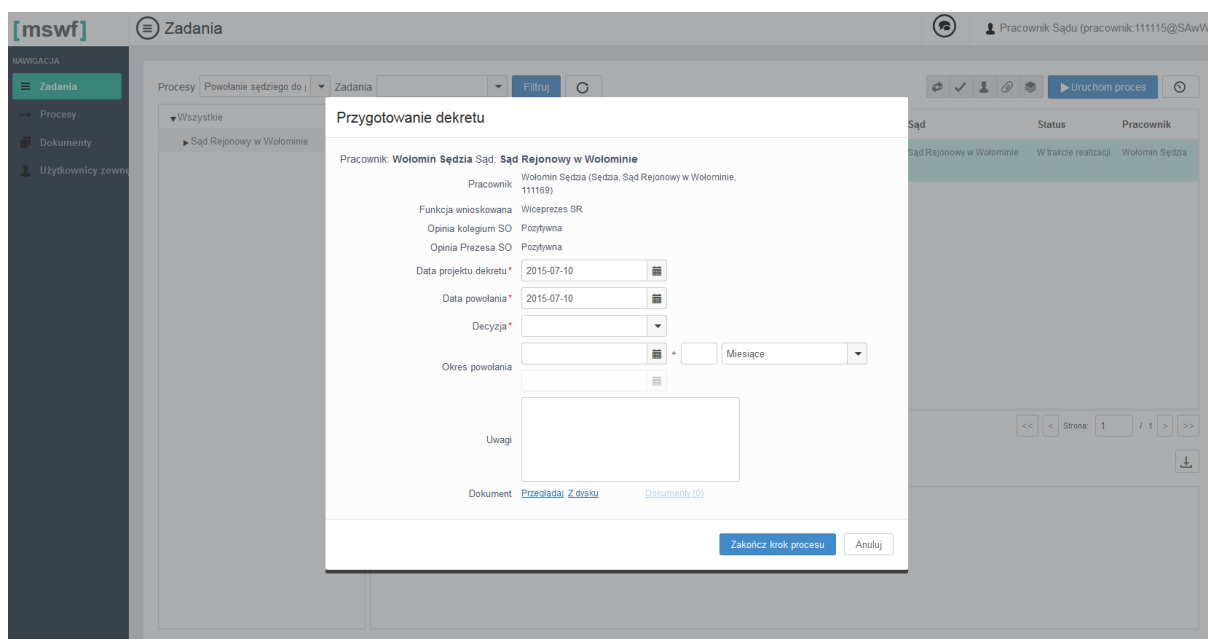 [mswf]
Zadania
Pracownik Sądu (pracownik:111115@SAwW
NAWIGACJA
Zadania
Procesy
Dokumenty
Użytkownicy zewnę
Procesy Powołanie sędziego do Zadania Filtruj Uruchom proces
Wszystkie
Sąd Rejonowy w Wołominie
Sąd Status Pracownik
Sąd Rejonowy w Wołominie W trakcie realizacji Wołomin Sędzia
Przygotowanie dekretu
Pracownik: Wołomin Sędzia Sąd: Sąd Rejonowy w Wołominie
Pracownik Wołomin Sędzia (Sędzia, Sąd Rejonowy w Wołominie,
111169)
Funkcja wnioskowana Wiceprezes SR
Opinia kolegium SO Pozytywna
Opinia Prezesa SO Pozytywna
Data projektu dekretu* 2015-07-10
Data powołania* 2015-07-10
Decyzja*
Okres powołania + Miesiące
Uwagi
Dokument Przeglądaj Z dysku Dokumenty (0)
Zakończ krok procesu Anuluj
<< < Strona: 1 / 1 > >>